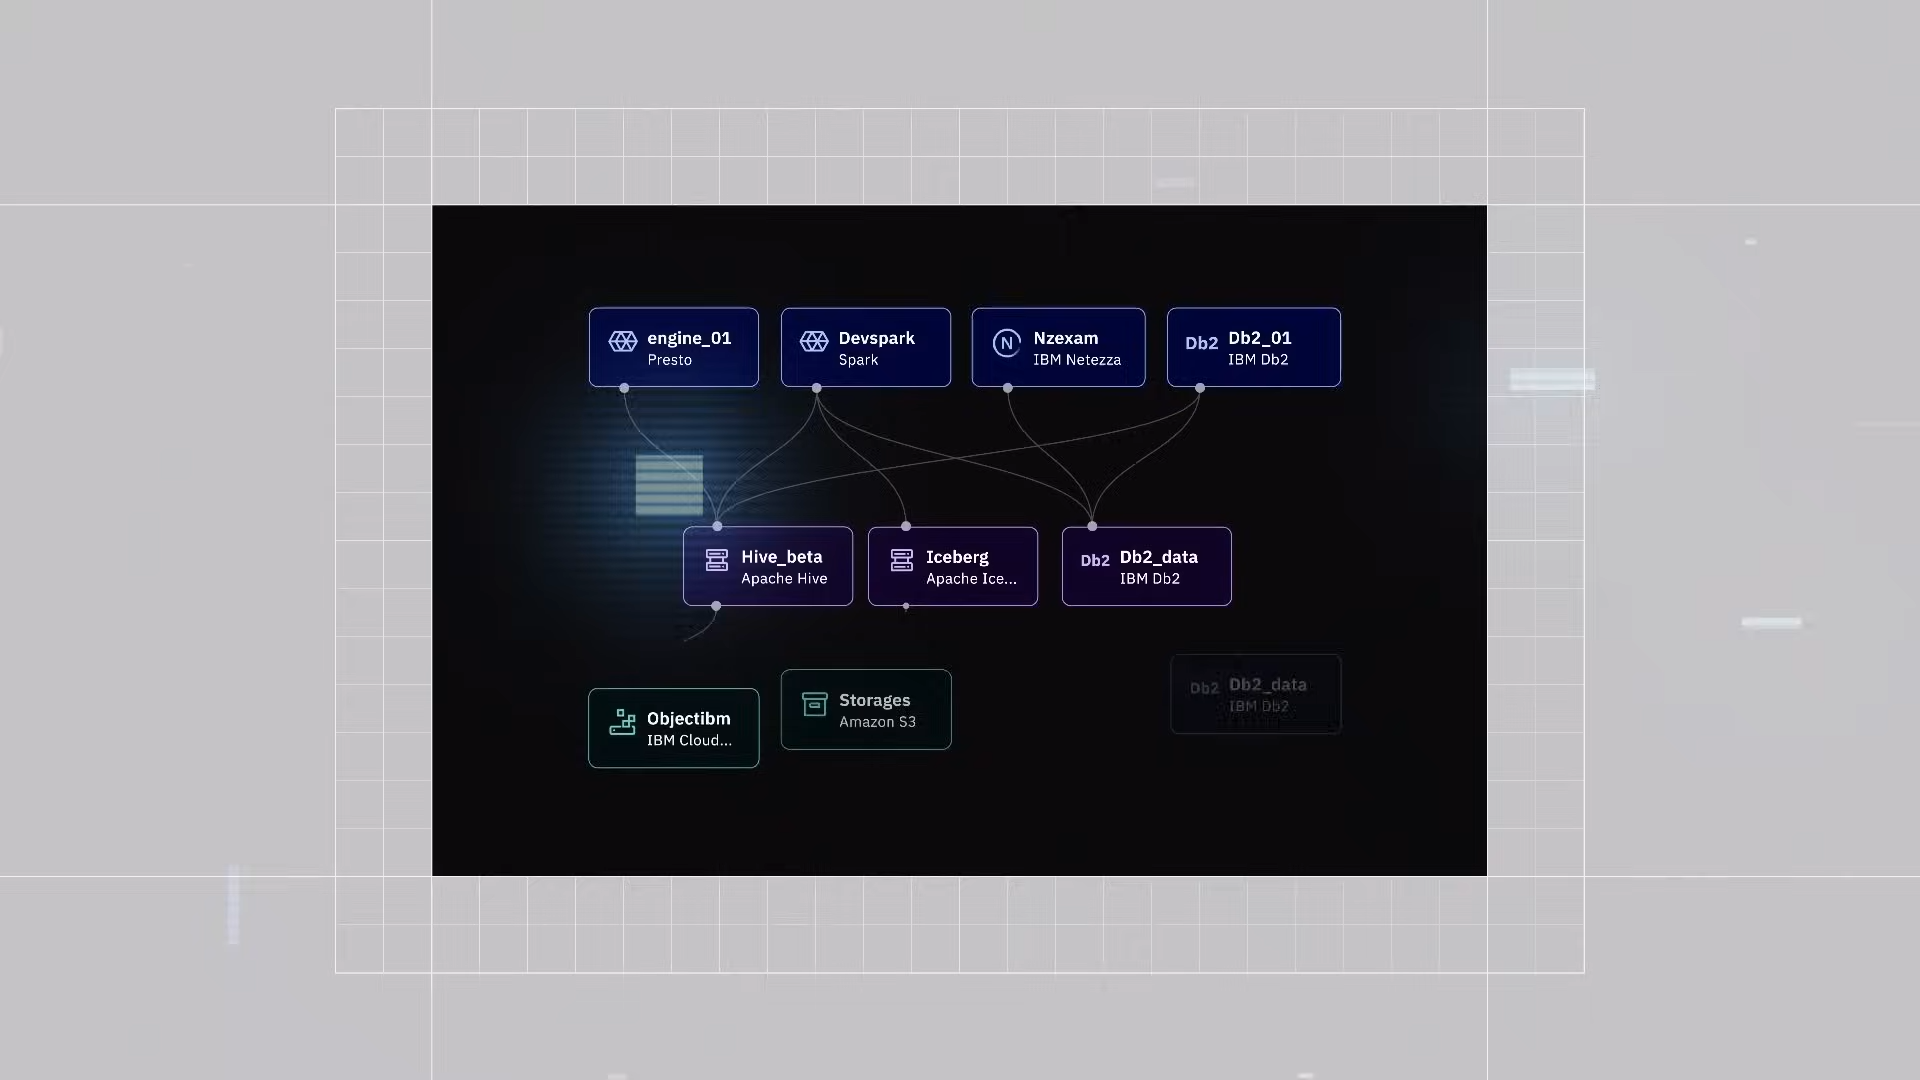 engine_01
Presto
Devspark
Spark
N
Nzexam
IBM Netezza
Db2
Db2_01
IBM Db2
Hive_beta
Apache Hive
Iceberg
Apache Ice...
Db2
Db2_data
IBM Db2
Objectibm
IBM Cloud...
Storages
Amazon S3
Db2
Db2_data
IBM Db2